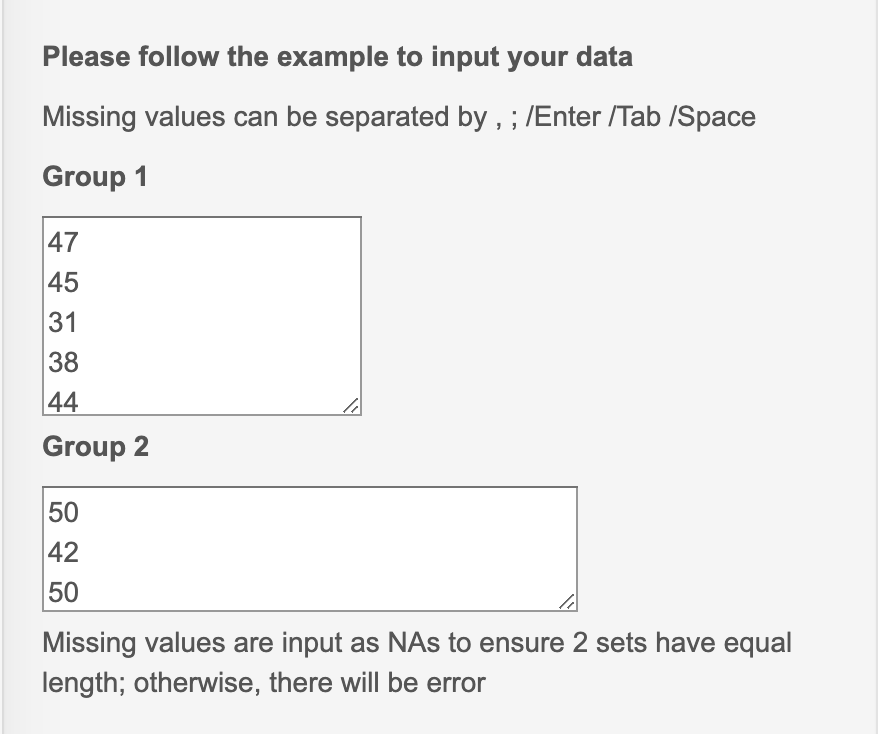 Please follow the example to input your data
Missing values can be separated by , ; /Enter /Tab /Space
Group 1
47
45
31
38
44
Group 2
50
42
50
Missing values are input as NAs to ensure 2 sets have equal
length; otherwise, there will be error